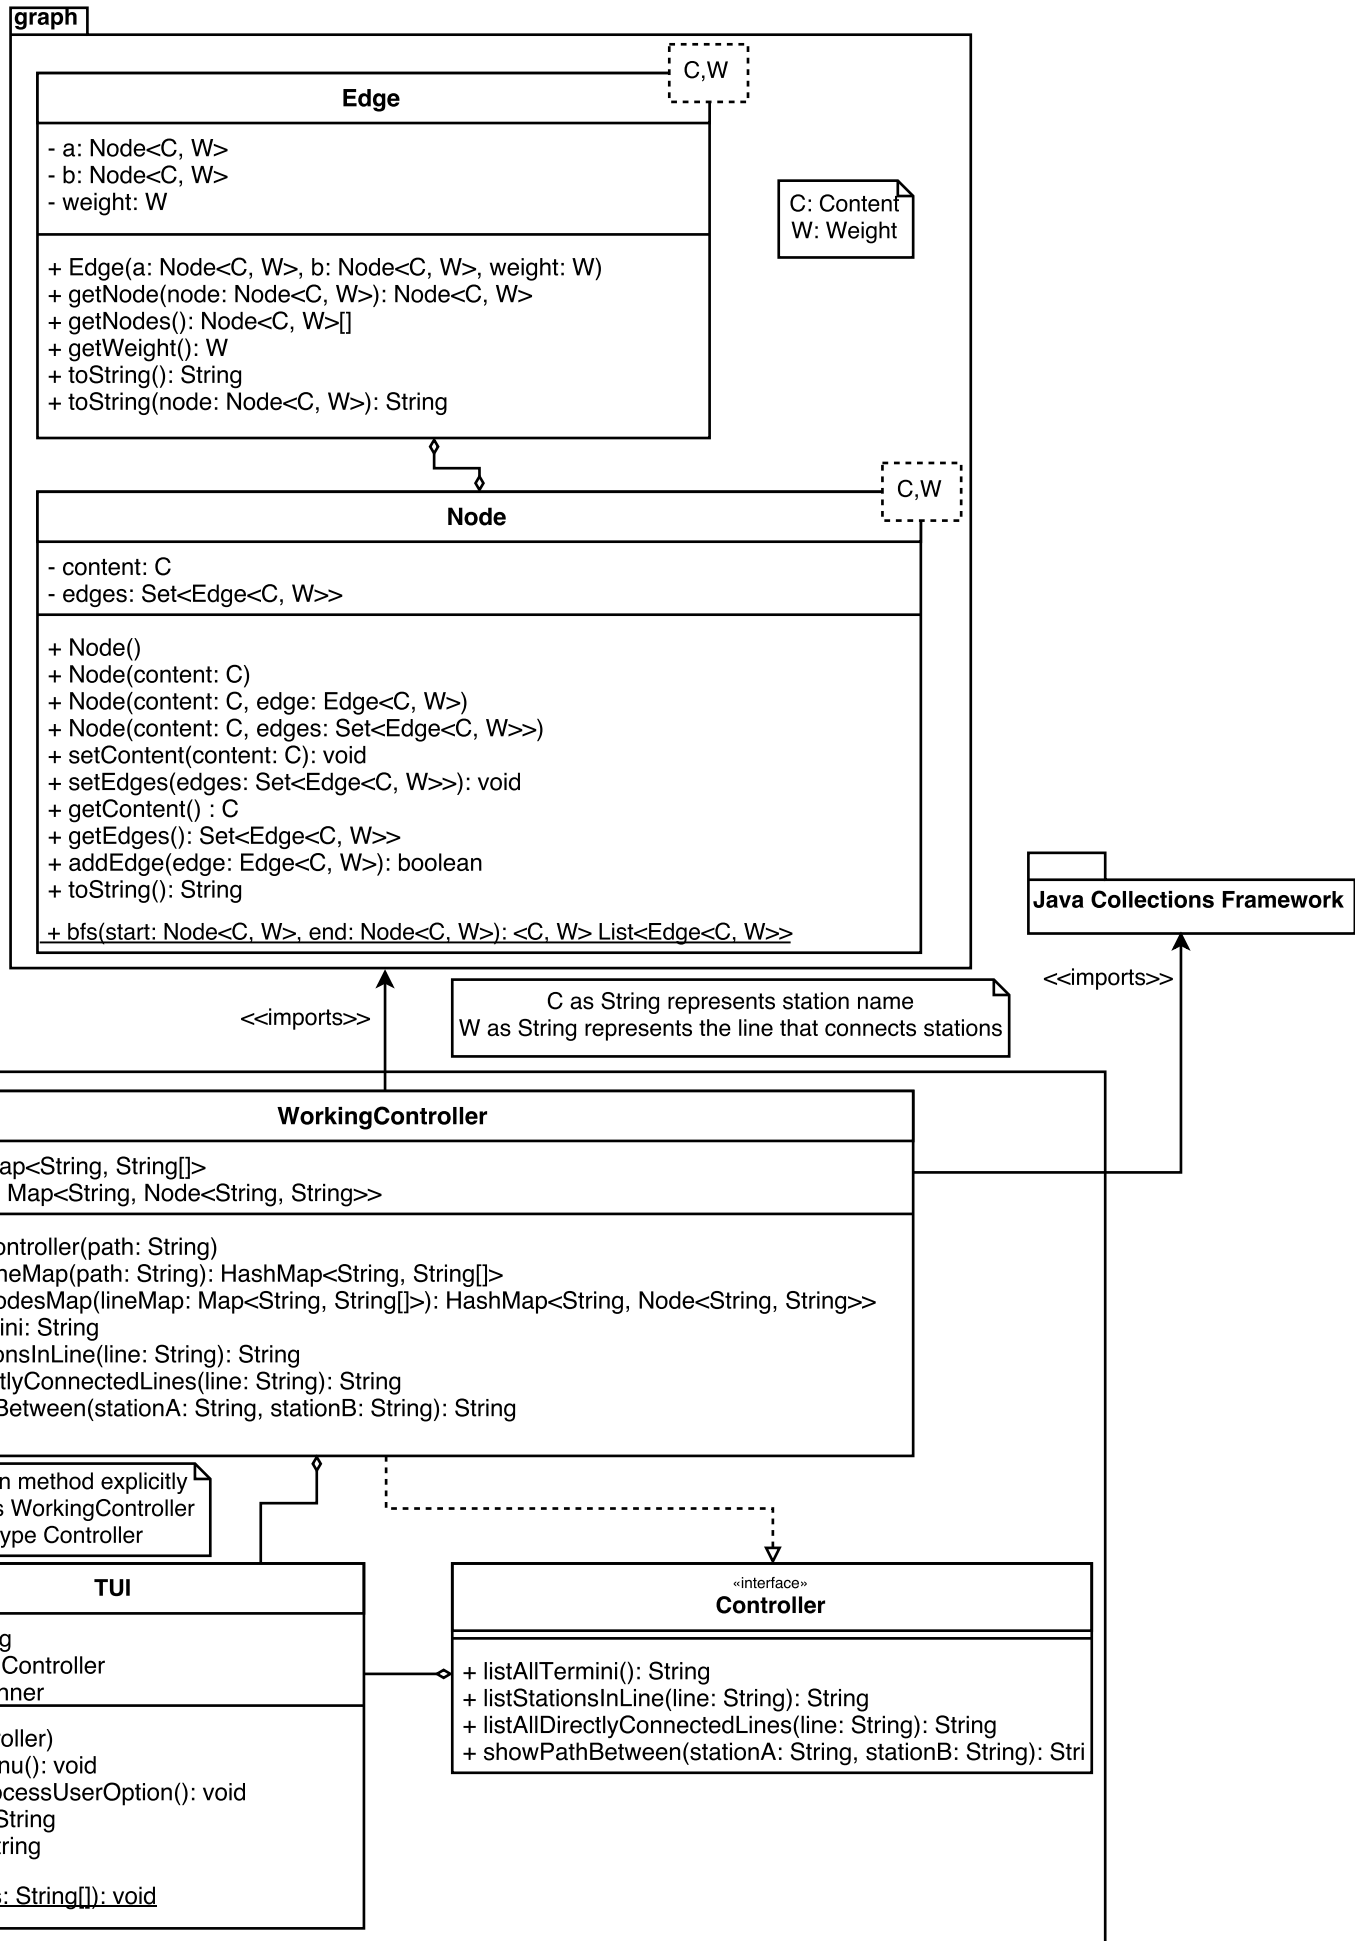 graph
C,W
Edge
- a: Node<C, W>
- b: Node<C, W>
- weight: W
C: Content
W: Weight
+ Edge(a: Node<C, W>, b: Node<C, W>, weight: W)
+ getNode(node: Node<C, W>): Node<C, W>
+ getNodes(): Node<C, W>[]
+ getWeight(): W
+ toString(): String
+ toString(node: Node<C, W>): String
C,W
Node
- content: C
- edges: Set<Edge<C, W>>
+ Node()
+ Node(content: C)
+ Node(content: C, edge: Edge<C, W>)
+ Node(content: C, edges: Set<Edge<C, W>>)
+ setContent(content: C): void
+ setEdges(edges: Set<Edge<C, W>>): void
+ getContent() : C
+ getEdges(): Set<Edge<C, W>>
+ addEdge(edge: Edge<C, W>): boolean
+ toString(): String
+ bfs(start: Node<C, W>, end: Node<C, W>): <C, W> List<Edge<C, W>>
Java Collections Framework
<<imports>>
<<imports>>
C as String represents station name
W as String represents the line that connects stations
WorkingController
ap<String, String[]>
Map<String, Node<String, String>>
ontroller(path: String)
neMap(path: String): HashMap<String, String[]>
odesMap(lineMap: Map<String, String[]>): HashMap<String, Node<String, String>>
ini: String
onsInLine(line: String): String
tlyConnectedLines(line: String): String
Between(stationA: String, stationB: String): String
n method explicitly
s WorkingController
ype Controller
TUI
g
Controller
nner
roller)
nu(): void
ocessUserOption(): void
String
tring
s: String[]): void
«interface»
Controller
+ listAllTermini(): String
+ listStationsInLine(line: String): String
+ listAllDirectlyConnectedLines(line: String): String
+ showPathBetween(stationA: String, stationB: String): Stri